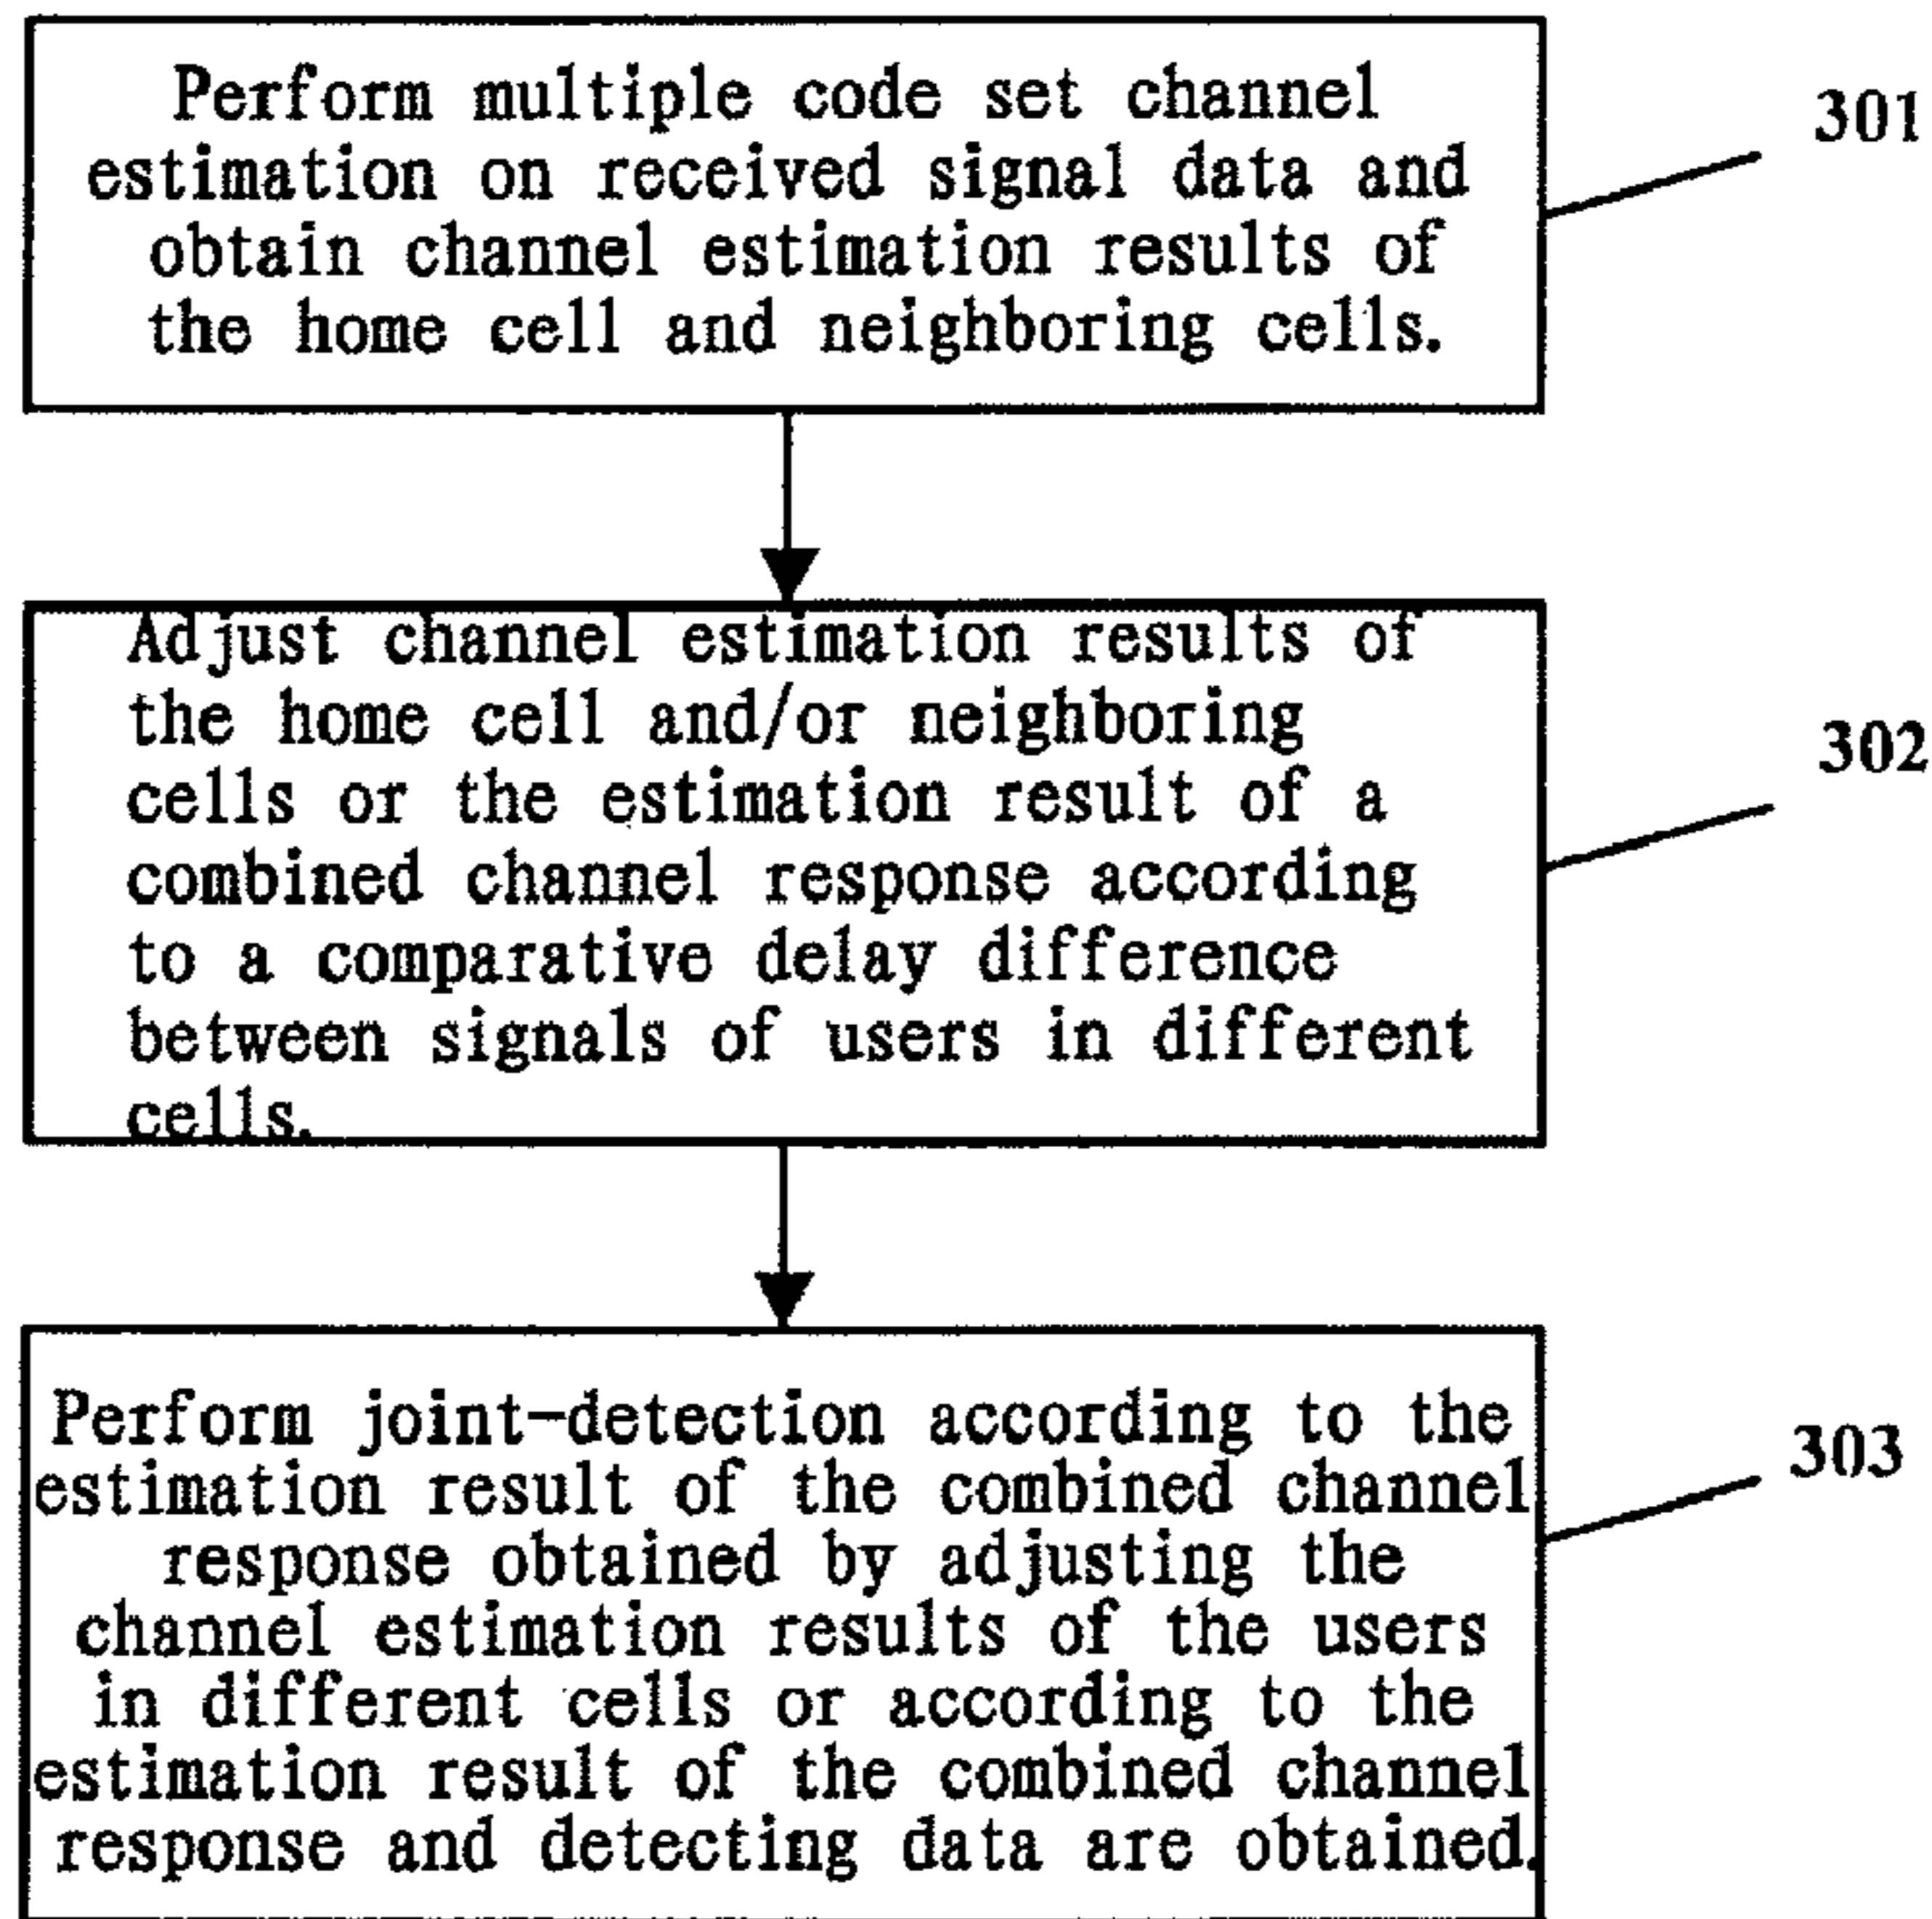 Perform multiple code set channel
estimation on received signal data and
obtain channel estimation results of
the home cell and neighboring cells.
301
Adjust channel estimation results of
the home cell and/or neighboring
cells or the estimation result of a
combined channel response according
to a comparative delay difference
between signals of users in different
cells.
302
Perform joint-detection according to the
estimation result of the combined channel
response obtained by adjusting the
channel estimation results of the users
in different cells or according to the
estimation result of the combined channel
response and detecting data are obtained.
303